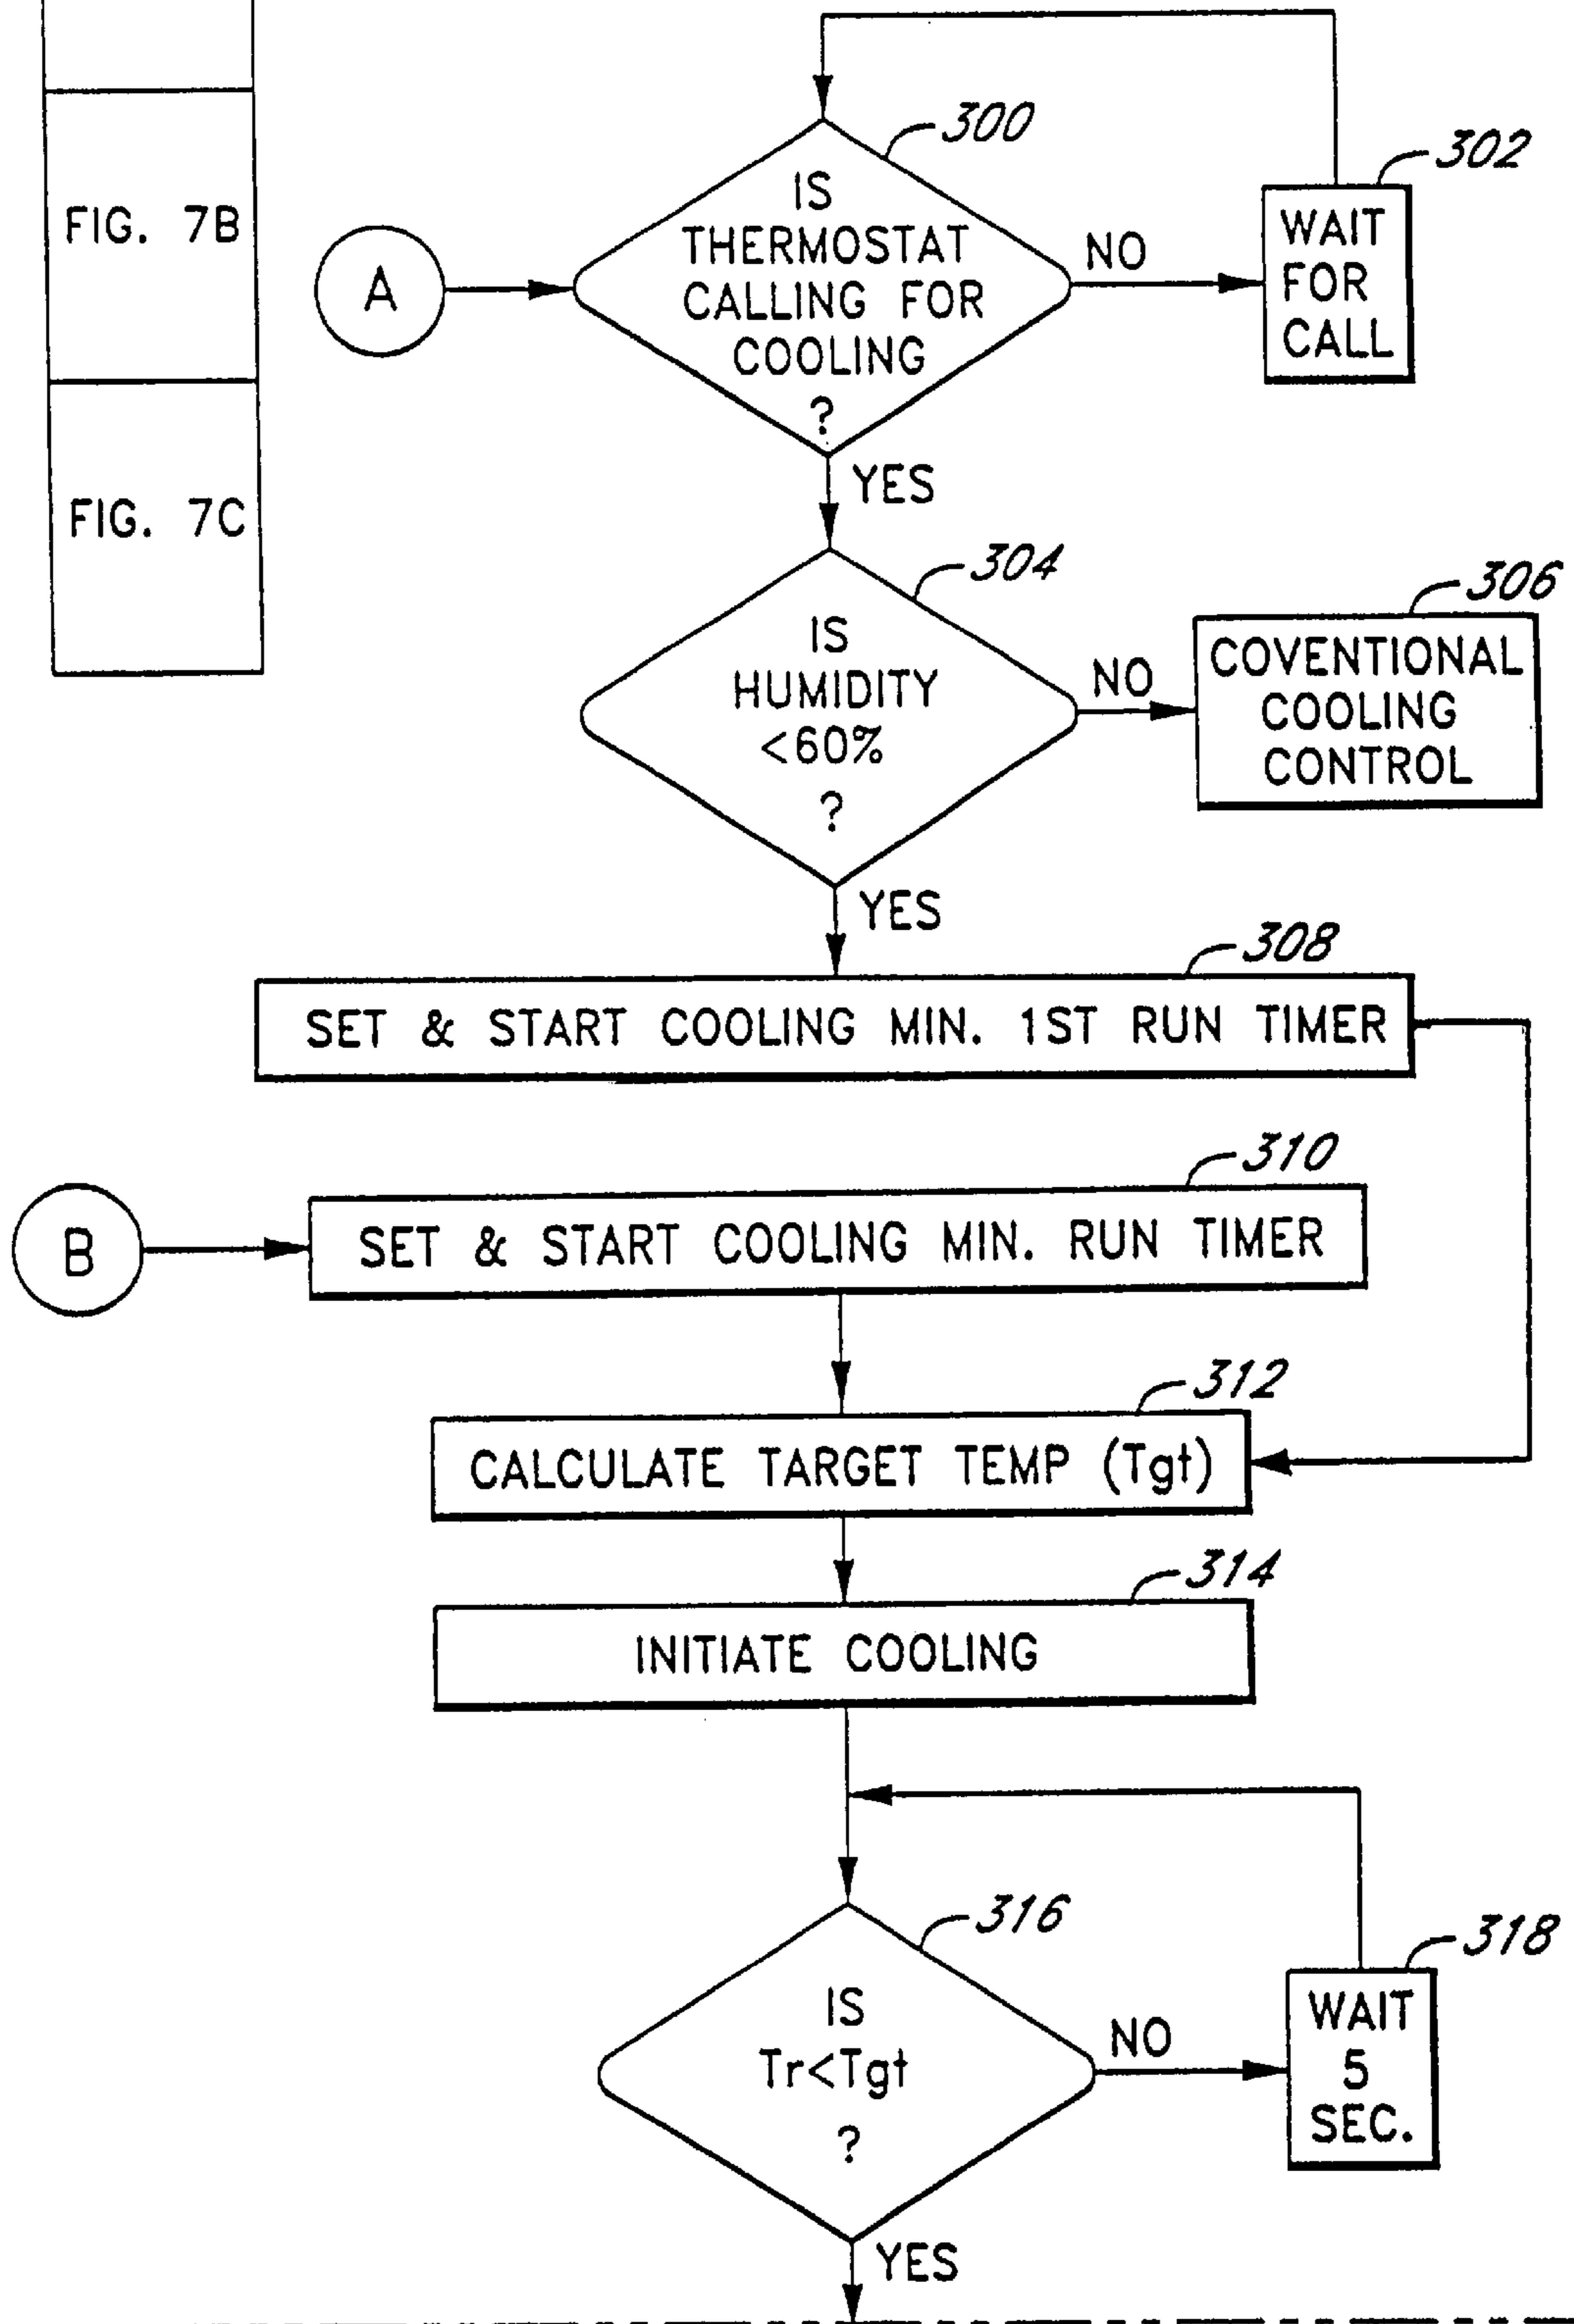 300
IS
THERMOSTAT
CALLING FOR
COOLING
?
NO
302
WAIT
FOR
CALL
FIG. 7B
A
YES
FIG. 7C
304
IS
HUMIDITY
<60%
?
NO
306
COVENTIONAL
COOLING
CONTROL
YES
308
SET & START COOLING MIN. 1ST RUN TIMER
310
B
SET & START COOLING MIN. RUN TIMER
312
CALCULATE TARGET TEMP (Tgt)
314
INITIATE COOLING
316
IS
Tr<Tgt
?
NO
318
WAIT
5
SEC.
YES